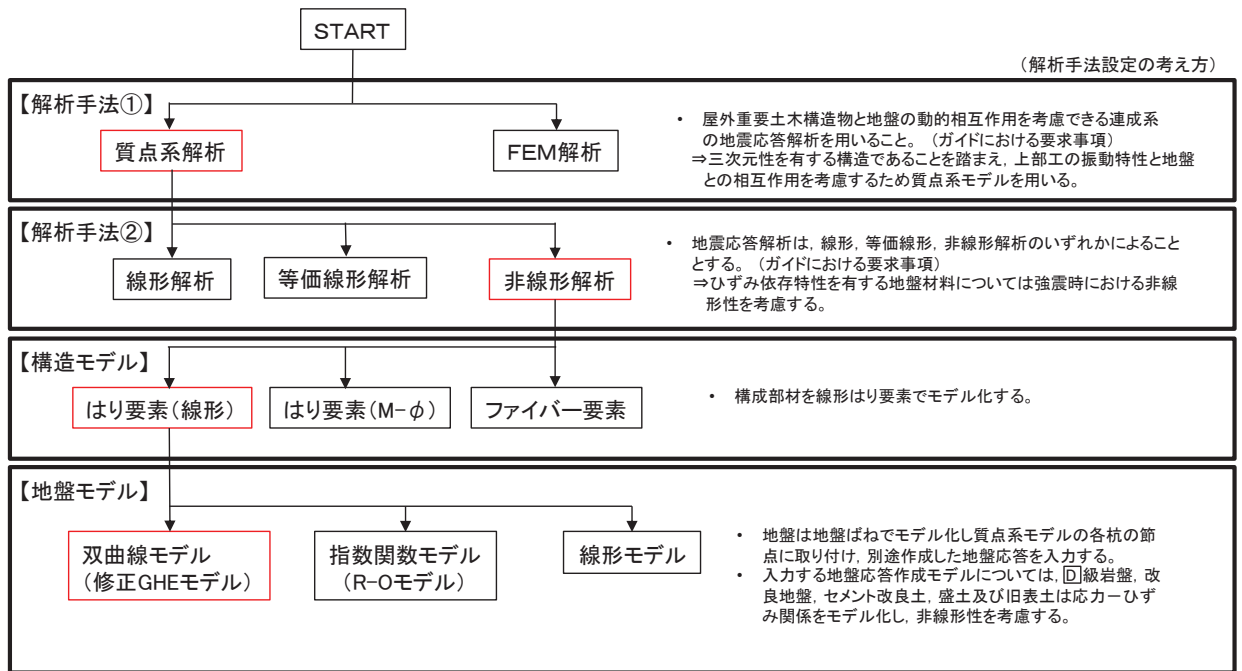 START
(解析手法設定の考え方)
【解析手法①】
質点系解析
FEM解析
・ 屋外重要土木構造物と地盤の動的相互作用を考慮できる連成系
の地震応答解析を用いること。(ガイドにおける要求事項)
⇒三次元性を有する構造であることを踏まえ，上部工の振動特性と地盤
との相互作用を考慮するため質点系モデルを用いる。
【解析手法②】
線形解析
等価線形解析
非線形解析
・ 地震応答解析は，線形，等価線形，非線形解析のいずれかによること
とする。(ガイドにおける要求事項)
⇒ひずみ依存特性を有する地盤材料については強震時における非線
形性を考慮する。
【構造モデル】
はり要素(線形)
はり要素(M-φ)
ファイバー要素
・ 構成部材を線形はり要素でモデル化する。
【地盤モデル】
双曲線モデル
(修正GHEモデル)
指数関数モデル
(R-Oモデル)
線形モデル
・ 地盤は地盤ばねでモデル化し質点系モデルの各杭の節
点に取り付け，別途作成した地盤応答を入力する。
・ 入力する地盤応答作成モデルについては，D級岩盤，改
良地盤，セメント改良土，盛土及び旧表土は応力－ひず
み関係をモデル化し，非線形性を考慮する。